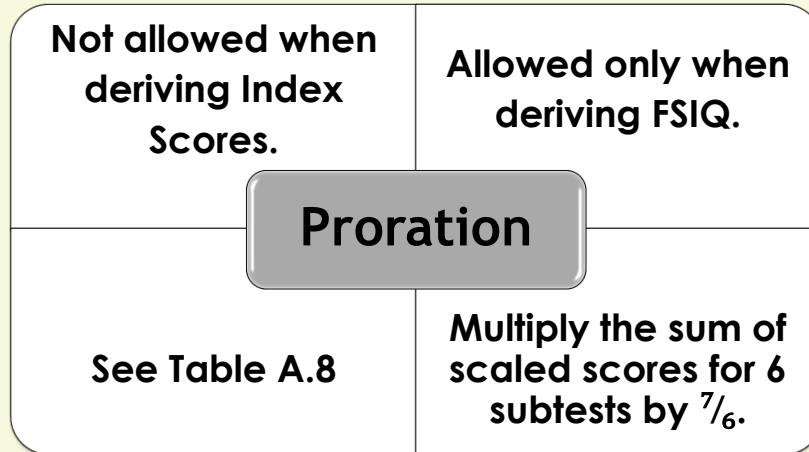 Not allowed when
deriving Index
Scores.
Allowed only when
deriving FSIQ.
Proration
See Table A.8
Multiply the sum of
scaled scores for 6
subtests by ⁷/₆.